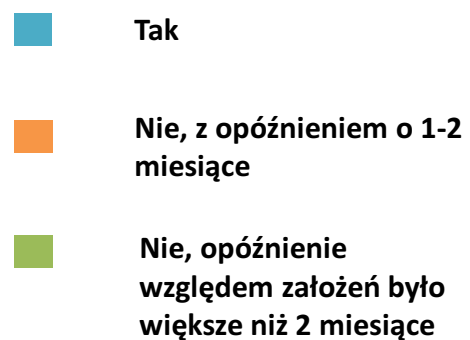 Tak
Nie, z opóźnieniem o 1-2
miesiące
Nie, opóźnienie
względem założeń było
większe niż 2 miesiące